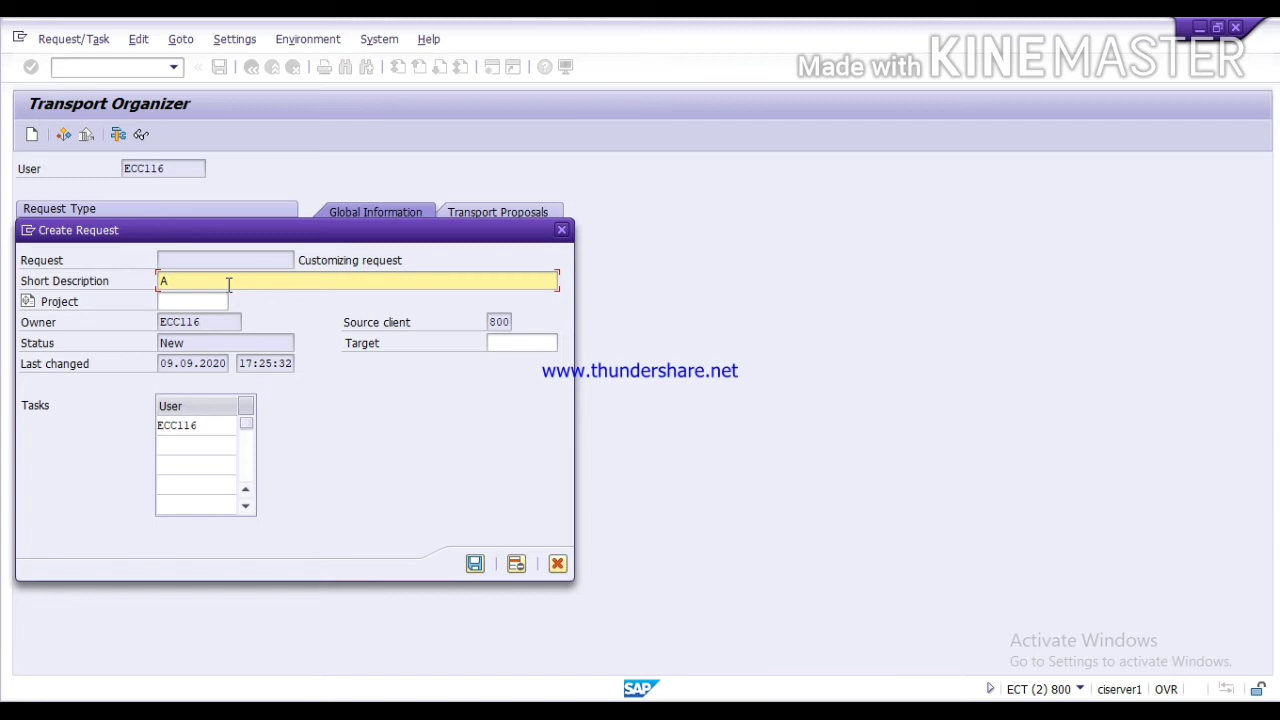 Request/Task Edit Goto Settings Environment System Help
Made with KINEMASTER
Transport Organizer
User ECC116
Request Type Global Information Transport Proposals
Create Request
Request Customizing request
Short Description A
Project
Owner ECC116 Source client 800
Status New Target
Last changed 09.09.2020 17:25:32
www.thundershare.net
Tasks User
ECC116
Activate Windows
Go to Settings to activate Windows.
SAP ECT (2) 800 ciserver1 OVR